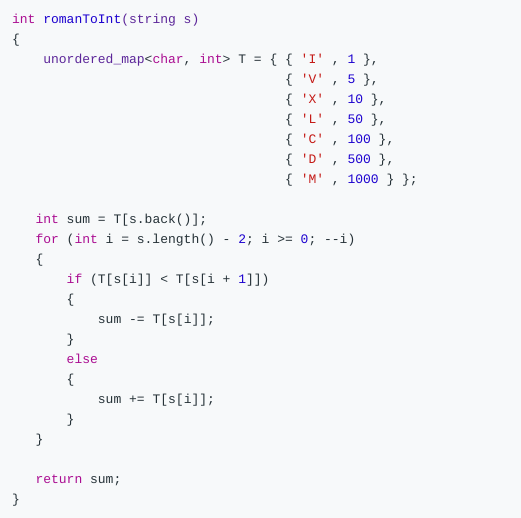 int romanToInt(string s)
{
    unordered_map<char, int> T = { { 'I' , 1 },
                                   { 'V' , 5 },
                                   { 'X' , 10 },
                                   { 'L' , 50 },
                                   { 'C' , 100 },
                                   { 'D' , 500 },
                                   { 'M' , 1000 } };
   int sum = T[s.back()];
   for (int i = s.length() - 2; i >= 0; --i)
   {
       if (T[s[i]] < T[s[i + 1]])
       {
           sum -= T[s[i]];
       }
       else
       {
           sum += T[s[i]];
       }
   }
   return sum;
}